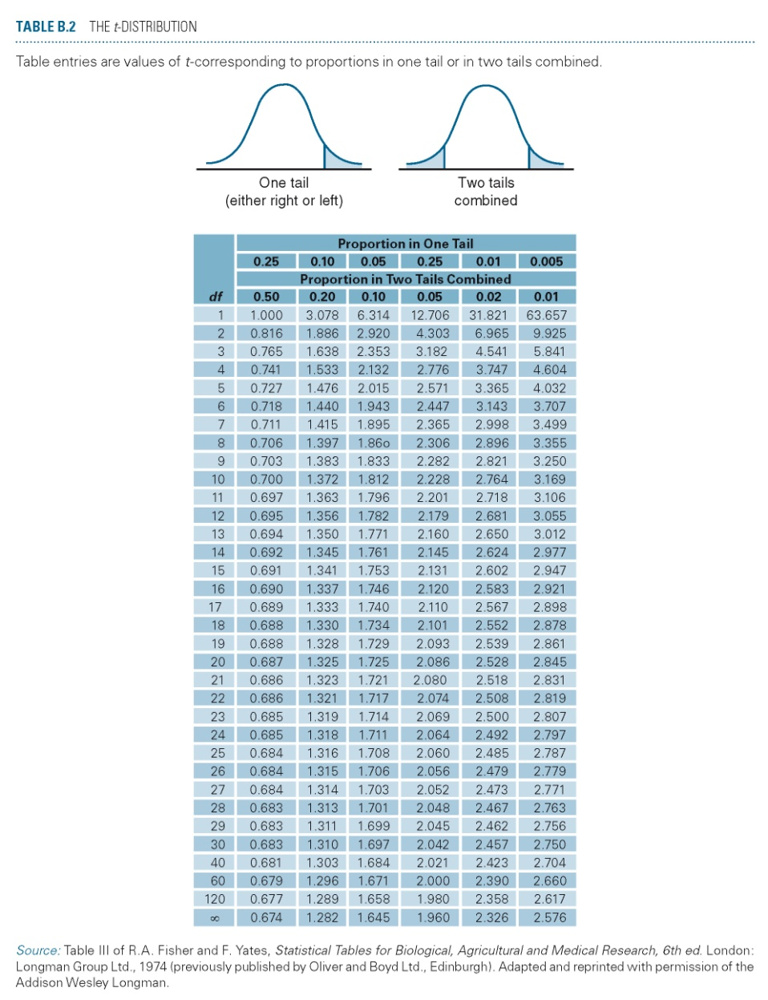 TABLE B.2 THE t-DISTRIBUTION
Table entries are values of t-corresponding to proportions in one tail or in two tails combined.
One tail
(either right or left)
Two tails
combined
Proportion in One Tail
0.25 0.10 0.05 0.25 0.01 0.005
Proportion in Two Tails Combined
df 0.50 0.20 0.10 0.05 0.02 0.01
1 1.000 3.078 6.314 12.706 31.821 63.657
2 0.816 1.886 2.920 4.303 6.965 9.925
3 0.765 1.638 2.353 3.182 4.541 5.841
4 0.741 1.533 2.132 2.776 3.747 4.604
5 0.727 1.476 2.015 2.571 3.365 4.032
6 0.718 1.440 1.943 2.447 3.143 3.707
7 0.711 1.415 1.895 2.365 2.998 3.499
8 0.706 1.397 1.86o 2.306 2.896 3.355
9 0.703 1.383 1.833 2.282 2.821 3.250
10 0.700 1.372 1.812 2.228 2.764 3.169
11 0.697 1.363 1.796 2.201 2.718 3.106
12 0.695 1.356 1.782 2.179 2.681 3.055
13 0.694 1.350 1.771 2.160 2.650 3.012
14 0.692 1.345 1.761 2.145 2.624 2.977
15 0.691 1.341 1.753 2.131 2.602 2.947
16 0.690 1.337 1.746 2.120 2.583 2.921
17 0.689 1.333 1.740 2.110 2.567 2.898
18 0.688 1.330 1.734 2.101 2.552 2.878
19 0.688 1.328 1.729 2.093 2.539 2.861
20 0.687 1.325 1.725 2.086 2.528 2.845
21 0.686 1.323 1.721 2.080 2.518 2.831
22 0.686 1.321 1.717 2.074 2.508 2.819
23 0.685 1.319 1.714 2.069 2.500 2.807
24 0.685 1.318 1.711 2.064 2.492 2.797
25 0.684 1.316 1.708 2.060 2.485 2.787
26 0.684 1.315 1.706 2.056 2.479 2.779
27 0.684 1.314 1.703 2.052 2.473 2.771
28 0.683 1.313 1.701 2.048 2.467 2.763
29 0.683 1.311 1.699 2.045 2.462 2.756
30 0.683 1.310 1.697 2.042 2.457 2.750
40 0.681 1.303 1.684 2.021 2.423 2.704
60 0.679 1.296 1.671 2.000 2.390 2.660
120 0.677 1.289 1.658 1.980 2.358 2.617
∞ 0.674 1.282 1.645 1.960 2.326 2.576
Source: Table III of R.A. Fisher and F. Yates, Statistical Tables for Biological, Agricultural and Medical Research, 6th ed. London:
Longman Group Ltd., 1974 (previously published by Oliver and Boyd Ltd., Edinburgh). Adapted and reprinted with permission of the
Addison Wesley Longman.